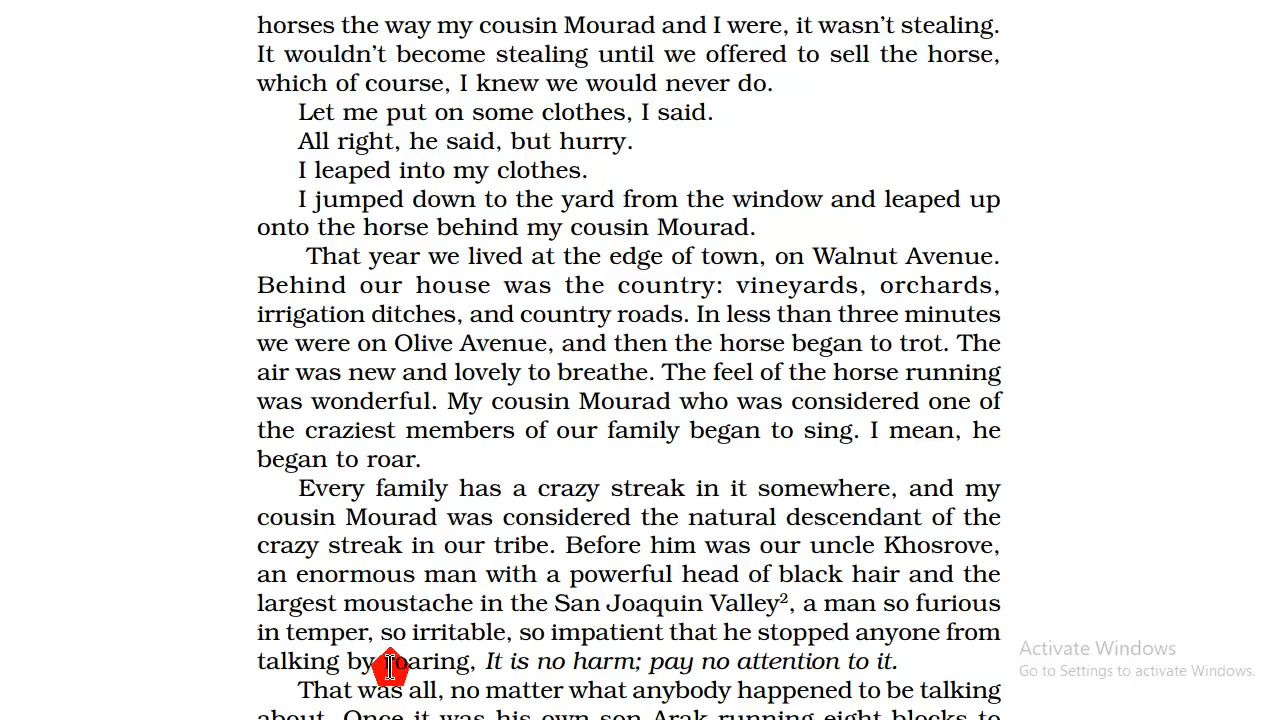 horses the way my cousin Mourad and I were, it wasn't stealing.
It wouldn't become stealing until we offered to sell the horse,
which of course, I knew we would never do.
Let me put on some clothes, I said.
All right, he said, but hurry.
I leaped into my clothes.
I jumped down to the yard from the window and leaped up
onto the horse behind my cousin Mourad.
That year we lived at the edge of town, on Walnut Avenue.
Behind our house was the country: vineyards, orchards,
irrigation ditches, and country roads. In less than three minutes
we were on Olive Avenue, and then the horse began to trot. The
air was new and lovely to breathe. The feel of the horse running
was wonderful. My cousin Mourad who was considered one of
the craziest members of our family began to sing. I mean, he
began to roar.
Every family has a crazy streak in it somewhere, and my
cousin Mourad was considered the natural descendant of the
crazy streak in our tribe. Before him was our uncle Khosrove,
an enormous man with a powerful head of black hair and the
largest moustache in the San Joaquin Valley², a man so furious
in temper, so irritable, so impatient that he stopped anyone from
talking by roaring, It is no harm; pay no attention to it.
That was all, no matter what anybody happened to be talking
about. Once it was his own son Arak running eight blocks to
Activate Windows
Go to Settings to activate Windows.